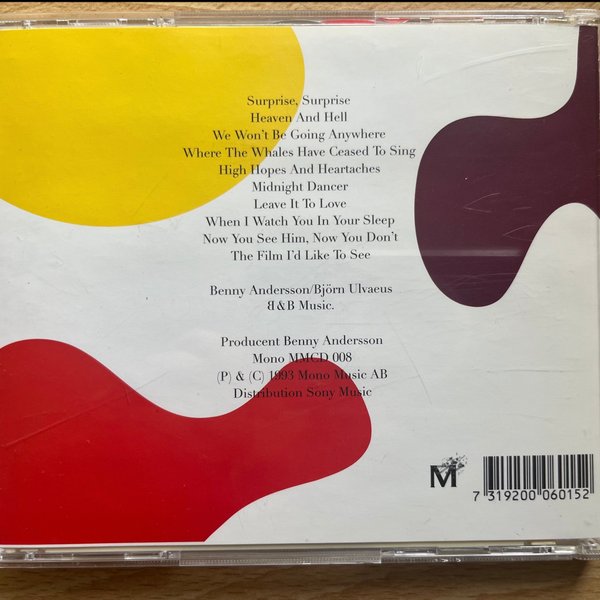 Surprise, Surprise
Heaven And Hell
We Won't Be Going Anywhere
Where The Whales Have Ceased To Sing
High Hopes And Heartaches
Midnight Dancer
Leave It To Love
When I Watch You In Your Sleep
Now You See Him, Now You Don't
The Film I'd Like To See
Benny Andersson/Björn Ulvaeus
B&B Music.
Producent Benny Andersson
Mono MMCD 008
(P) & (C) 1993 Mono Music AB
Distribution Sony Music
M
7 319200 060152